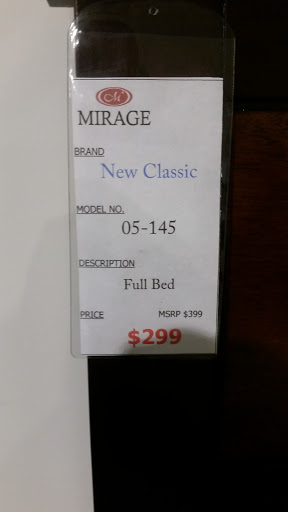 M
MIRAGE
BRAND
New Classic
MODEL NO.
05-145
DESCRIPTION
Full Bed
PRICE MSRP $399
$299